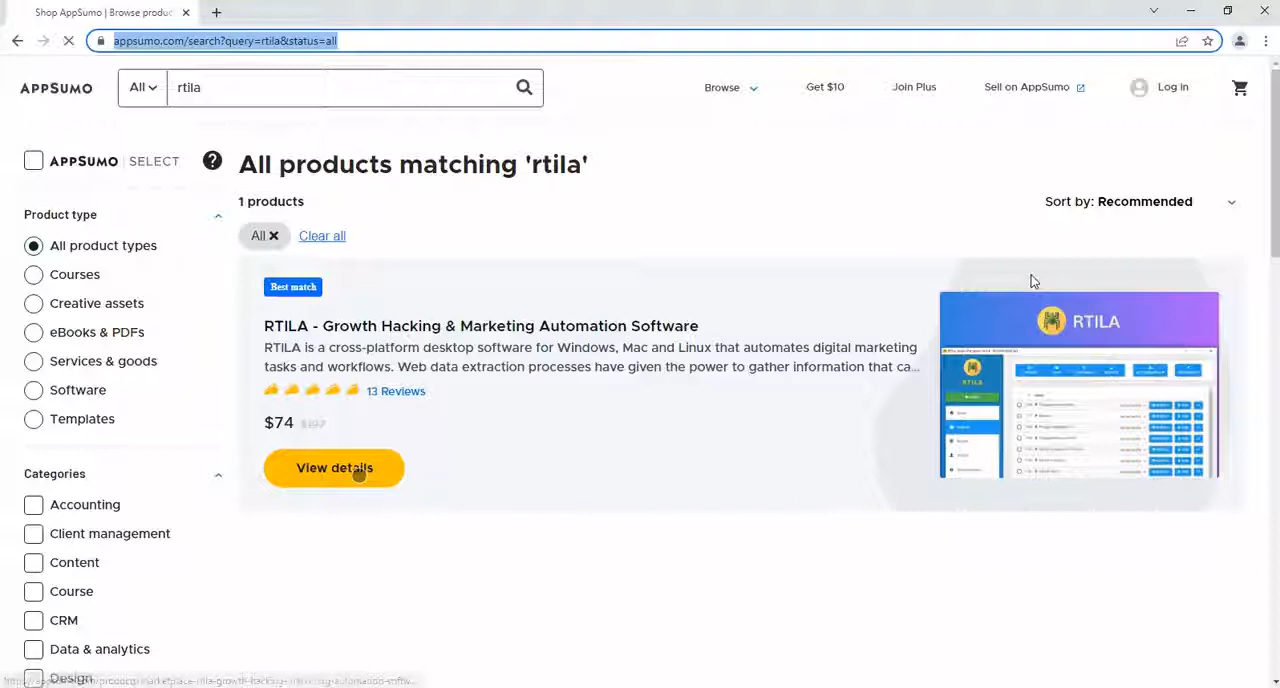 Shop AppSumo | Browse produc
appsumo.com/search?query=rtila&status=all
APPSUMO
All
rtila
Browse
Get $10
Join Plus
Sell on AppSumo
Log In
APPSUMO | SELECT
All products matching 'rtila'
1 products
Sort by: Recommended
All
Clear all
Product type
All product types
Courses
Creative assets
eBooks & PDFs
Services & goods
Software
Templates
Best match
RTILA - Growth Hacking & Marketing Automation Software
RTILA is a cross-platform desktop software for Windows, Mac and Linux that automates digital marketing
tasks and workflows. Web data extraction processes have given the power to gather information that ca...
13 Reviews
$74 $197
View details
RTILA
RTILA
Categories
Accounting
Client management
Content
Course
CRM
Data & analytics
Design